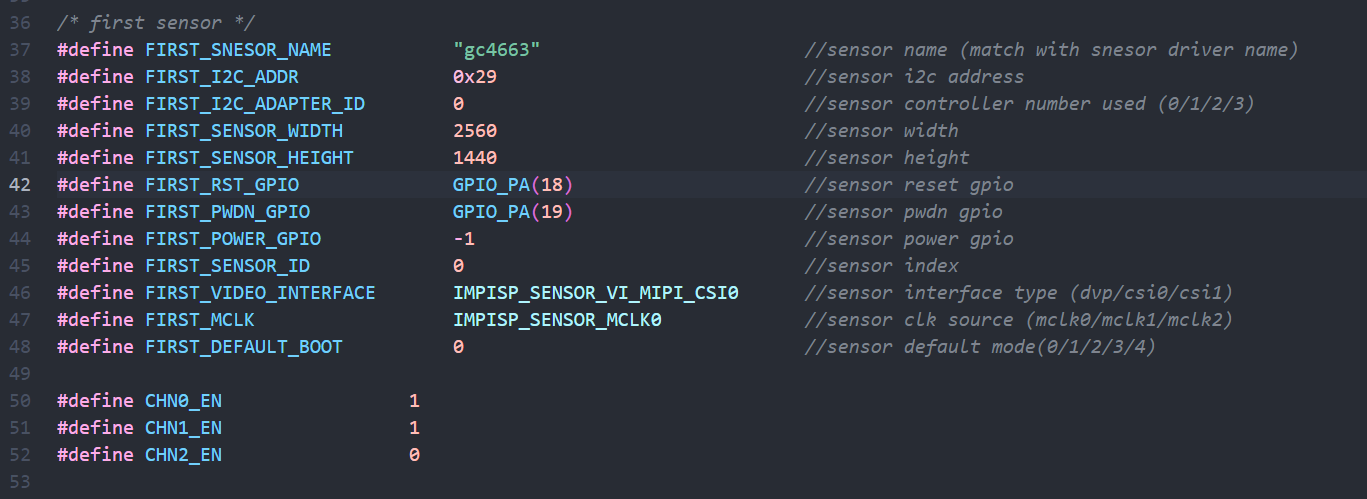 36 /* first sensor */
37 #define FIRST_SNESOR_NAME "gc4663" //sensor name (match with snesor driver name)
38 #define FIRST_I2C_ADDR 0x29 //sensor i2c address
39 #define FIRST_I2C_ADAPTER_ID 0 //sensor controller number used (0/1/2/3)
40 #define FIRST_SENSOR_WIDTH 2560 //sensor width
41 #define FIRST_SENSOR_HEIGHT 1440 //sensor height
42 #define FIRST_RST_GPIO GPIO_PA(18) //sensor reset gpio
43 #define FIRST_PWDN_GPIO GPIO_PA(19) //sensor pwdn gpio
44 #define FIRST_POWER_GPIO -1 //sensor power gpio
45 #define FIRST_SENSOR_ID 0 //sensor index
46 #define FIRST_VIDEO_INTERFACE IMPISP_SENSOR_VI_MIPI_CSI0 //sensor interface type (dvp/csi0/csi1)
47 #define FIRST_MCLK IMPISP_SENSOR_MCLK0 //sensor clk source (mclk0/mclk1/mclk2)
48 #define FIRST_DEFAULT_BOOT 0 //sensor default mode(0/1/2/3/4)
49
50 #define CHN0_EN 1
51 #define CHN1_EN 1
52 #define CHN2_EN 0
53